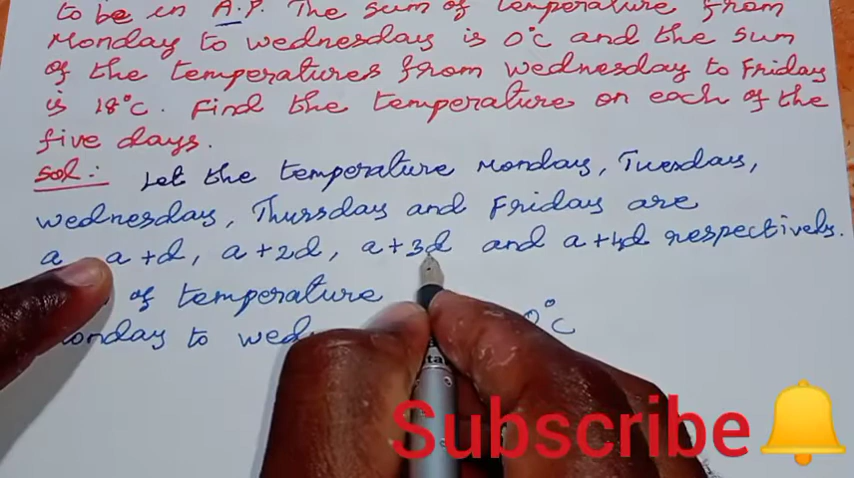 to be in A.P. The sum of temperature from
Monday to wednesday is 0°c and the sum
of the temperatures from wednesday to Friday
is 18°c. Find the temperature on each of the
five days.
Sol: Let the temperature Monday, Tuesday,
wednesday, Thursday and Friday are
a a+d, a+2d, a+3d and a+4d respectively.
of temperature
onday to wed 0°c
Subscribe